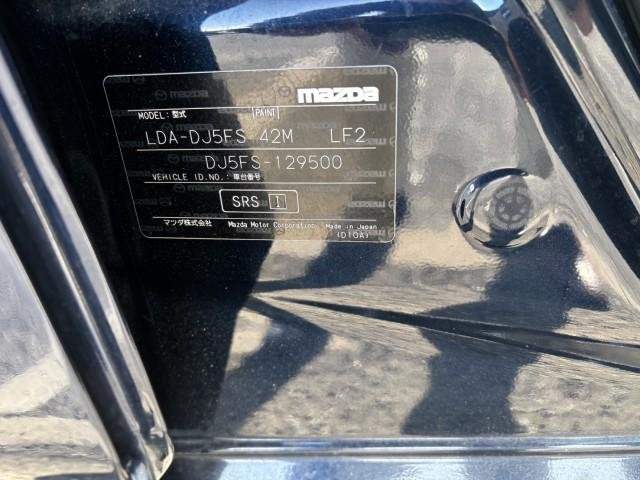 mazda
MODEL: 型式 PAINT
LDA-DJ5FS 42M LF2
DJ5FS-129500
VEHICLE ID.NO.: 車台番号
SRS I
マツダ株式会社 Mazda Motor Corporation Made in Japan
(D10A)